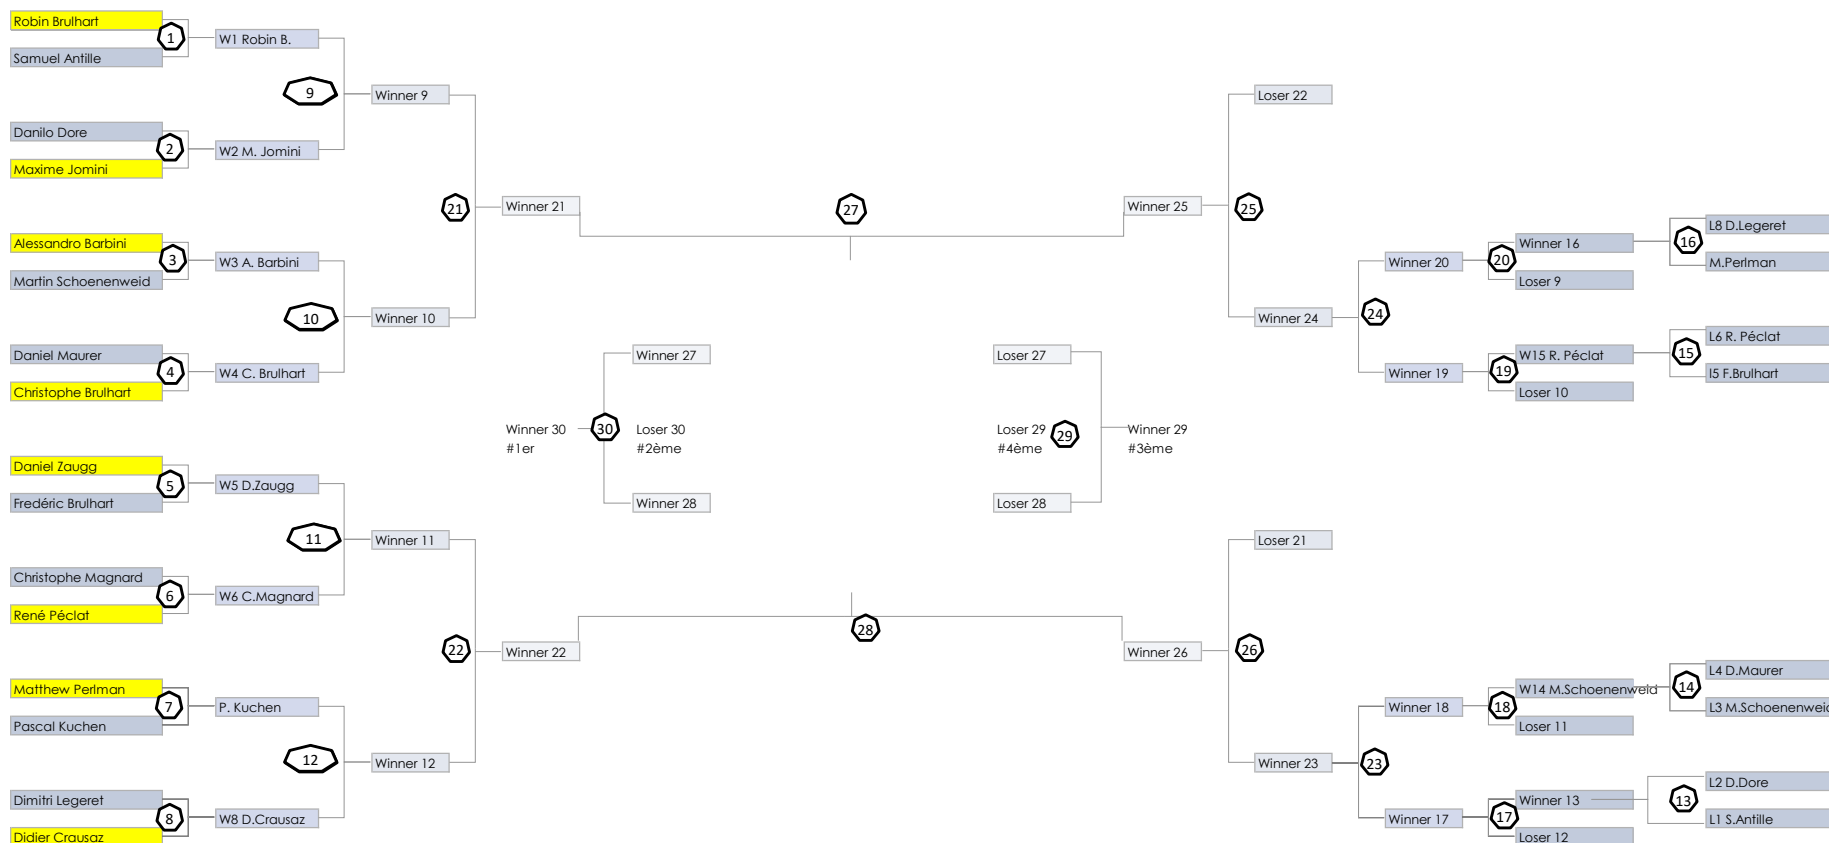 Robin Brulhart
1
W1 Robin B.
Samuel Antille
9
Winner 9
Loser 22
Danilo Dore
2
W2 M. Jomini
Maxime Jomini
21
Winner 21
27
Winner 25
25
L8 D.Legeret
Alessandro Barbini
3
W3 A. Barbini
Winner 20
20
Winner 16
16
M.Perlman
Martin Schoenenweid
Loser 9
10
Winner 10
Winner 24
24
L6 R. Péclat
Daniel Maurer
Winner 27
Loser 27
W15 R. Péclat
15
4
W4 C. Brulhart
Winner 19
19
I5 F.Brulhart
Christophe Brulhart
Loser 10
Winner 30
30
Loser 30
Loser 29
29
Winner 29
#1er
#2ème
#4ème
#3ème
Daniel Zaugg
5
W5 D.Zaugg
Fredéric Brulhart
Winner 28
Loser 28
11
Winner 11
Loser 21
Christophe Magnard
6
W6 C.Magnard
René Péclat
28
22
Winner 22
Winner 26
26
L4 D.Maurer
Matthew Perlman
W14 M.Schoenenweid
14
7
P. Kuchen
Winner 18
18
L3 M.Schoenenweid
Pascal Kuchen
Loser 11
12
Winner 12
Winner 23
23
L2 D.Dore
Dimitri Legeret
Winner 13
13
8
W8 D.Crausaz
Winner 17
17
L1 S.Antille
Didier Crausaz
Loser 12